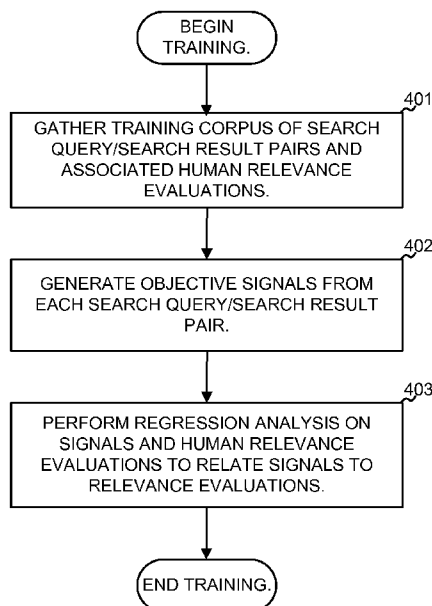 BEGIN
TRAINING.
401
GATHER TRAINING CORPUS OF SEARCH
QUERY/SEARCH RESULT PAIRS AND
ASSOCIATED HUMAN RELEVANCE
EVALUATIONS.
402
GENERATE OBJECTIVE SIGNALS FROM
EACH SEARCH QUERY/SEARCH RESULT
PAIR.
403
PERFORM REGRESSION ANALYSIS ON
SIGNALS AND HUMAN RELEVANCE
EVALUATIONS TO RELATE SIGNALS TO
RELEVANCE EVALUATIONS.
END TRAINING.